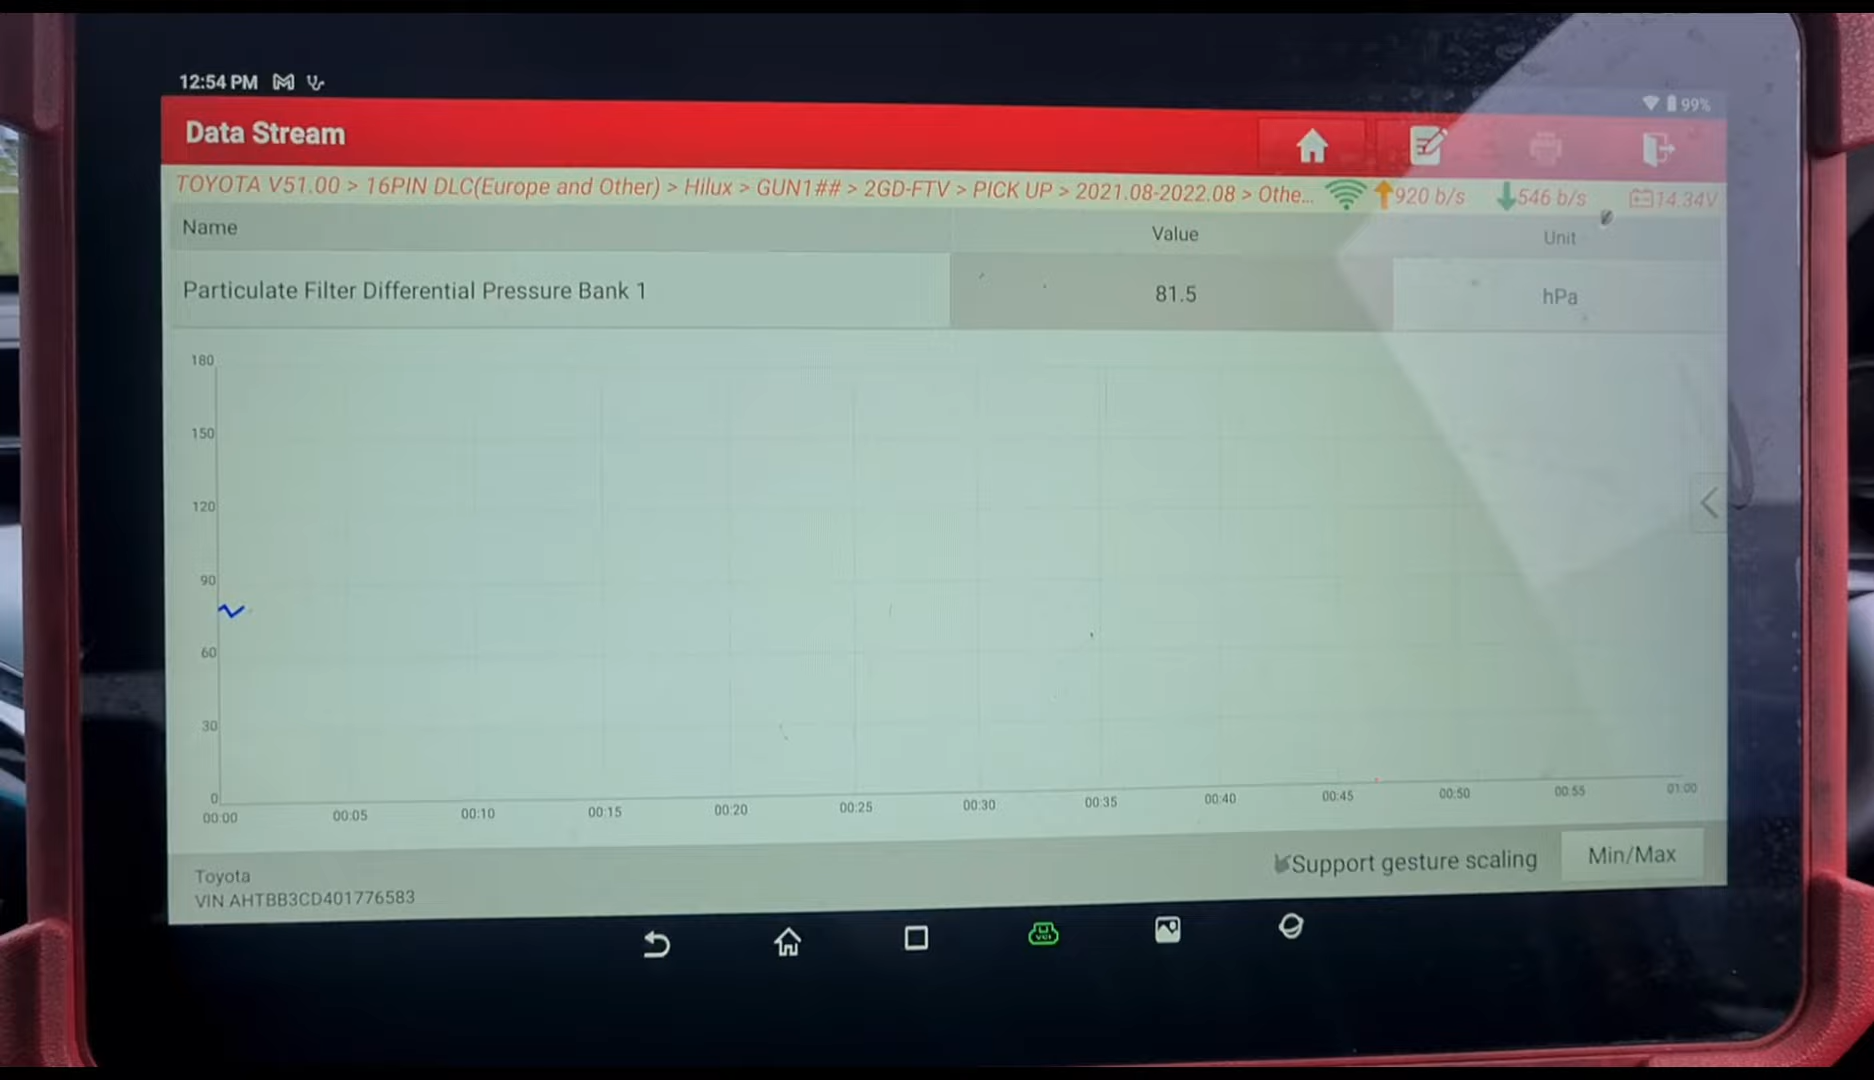 12:54 PM
99%
Data Stream
TOYOTA V51.00 > 16PIN DLC(Europe and Other) > Hilux > GUN1## > 2GD-FTV > PICK UP > 2021.08-2022.08 > Othe... 920 b/s 546 b/s 14.34V
Name Value Unit
Particulate Filter Differential Pressure Bank 1 81.5 hPa
180
150
120
90
60
30
0
00:00 00:05 00:10 00:15 00:20 00:25 00:30 00:35 00:40 00:45 00:50 00:55 01:00
Support gesture scaling Min/Max
Toyota
VIN AHTBB3CD401776583
VCI